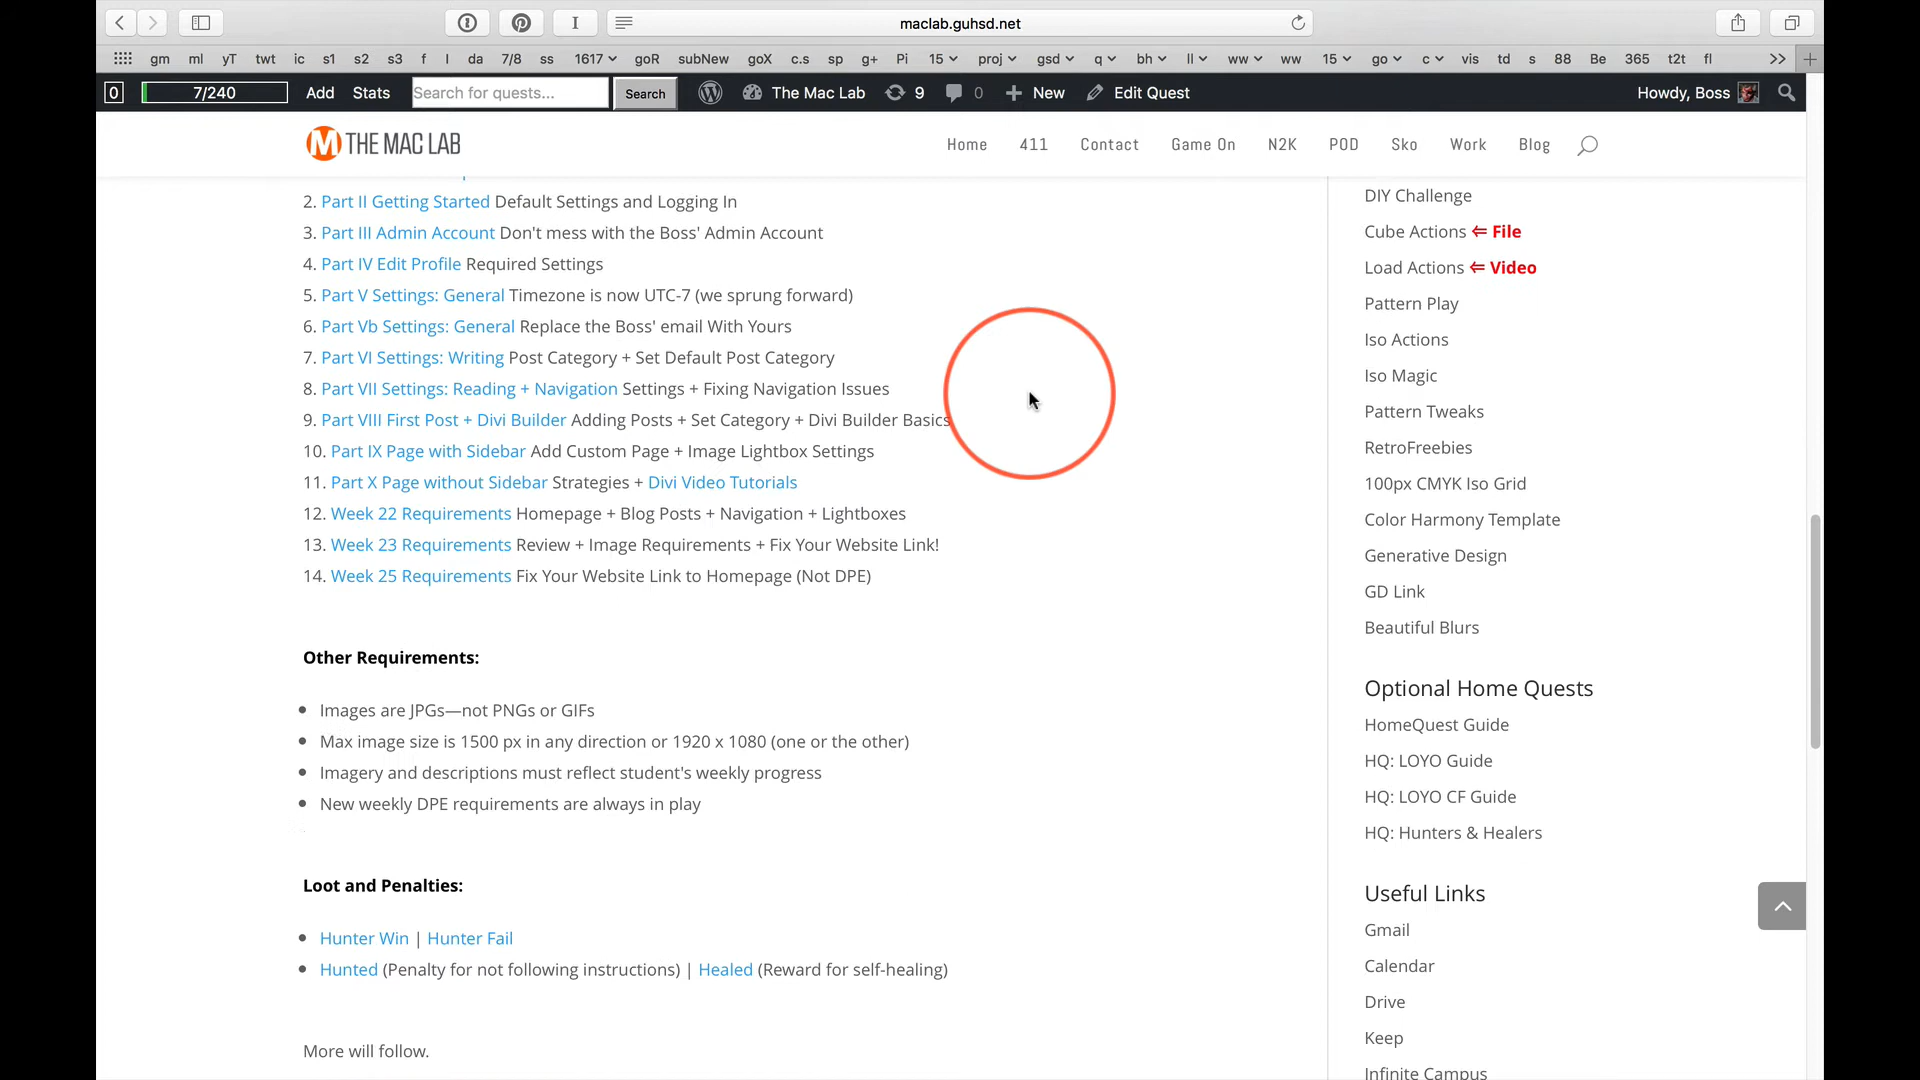 maclab.guhsd.net
gm ml yT twt ic s1 s2 s3 f I da 7/8 ss 1617 goR subNew goX c.s sp g+ Pi 15 proj gsd q bh ll ww ww 15 go c vis td s 88 Be 365 t2t fl
0 7/240 Add Stats Search for quests... Search The Mac Lab 9 0 New Edit Quest Howdy, Boss
M THE MAC LAB Home 411 Contact Game On N2K POD Sko Work Blog
2. Part II Getting Started Default Settings and Logging In
3. Part III Admin Account Don't mess with the Boss' Admin Account
4. Part IV Edit Profile Required Settings
5. Part V Settings: General Timezone is now UTC-7 (we sprung forward)
6. Part Vb Settings: General Replace the Boss' email With Yours
7. Part VI Settings: Writing Post Category + Set Default Post Category
8. Part VII Settings: Reading + Navigation Settings + Fixing Navigation Issues
9. Part VIII First Post + Divi Builder Adding Posts + Set Category + Divi Builder Basics
10. Part IX Page with Sidebar Add Custom Page + Image Lightbox Settings
11. Part X Page without Sidebar Strategies + Divi Video Tutorials
12. Week 22 Requirements Homepage + Blog Posts + Navigation + Lightboxes
13. Week 23 Requirements Review + Image Requirements + Fix Your Website Link!
14. Week 25 Requirements Fix Your Website Link to Homepage (Not DPE)
Other Requirements:
• Images are JPGs—not PNGs or GIFs
• Max image size is 1500 px in any direction or 1920 x 1080 (one or the other)
• Imagery and descriptions must reflect student's weekly progress
• New weekly DPE requirements are always in play
Loot and Penalties:
• Hunter Win | Hunter Fail
• Hunted (Penalty for not following instructions) | Healed (Reward for self-healing)
More will follow.
DIY Challenge
Cube Actions ⇐ File
Load Actions ⇐ Video
Pattern Play
Iso Actions
Iso Magic
Pattern Tweaks
RetroFreebies
100px CMYK Iso Grid
Color Harmony Template
Generative Design
GD Link
Beautiful Blurs
Optional Home Quests
HomeQuest Guide
HQ: LOYO Guide
HQ: LOYO CF Guide
HQ: Hunters & Healers
Useful Links
Gmail
Calendar
Drive
Keep
Infinite Campus